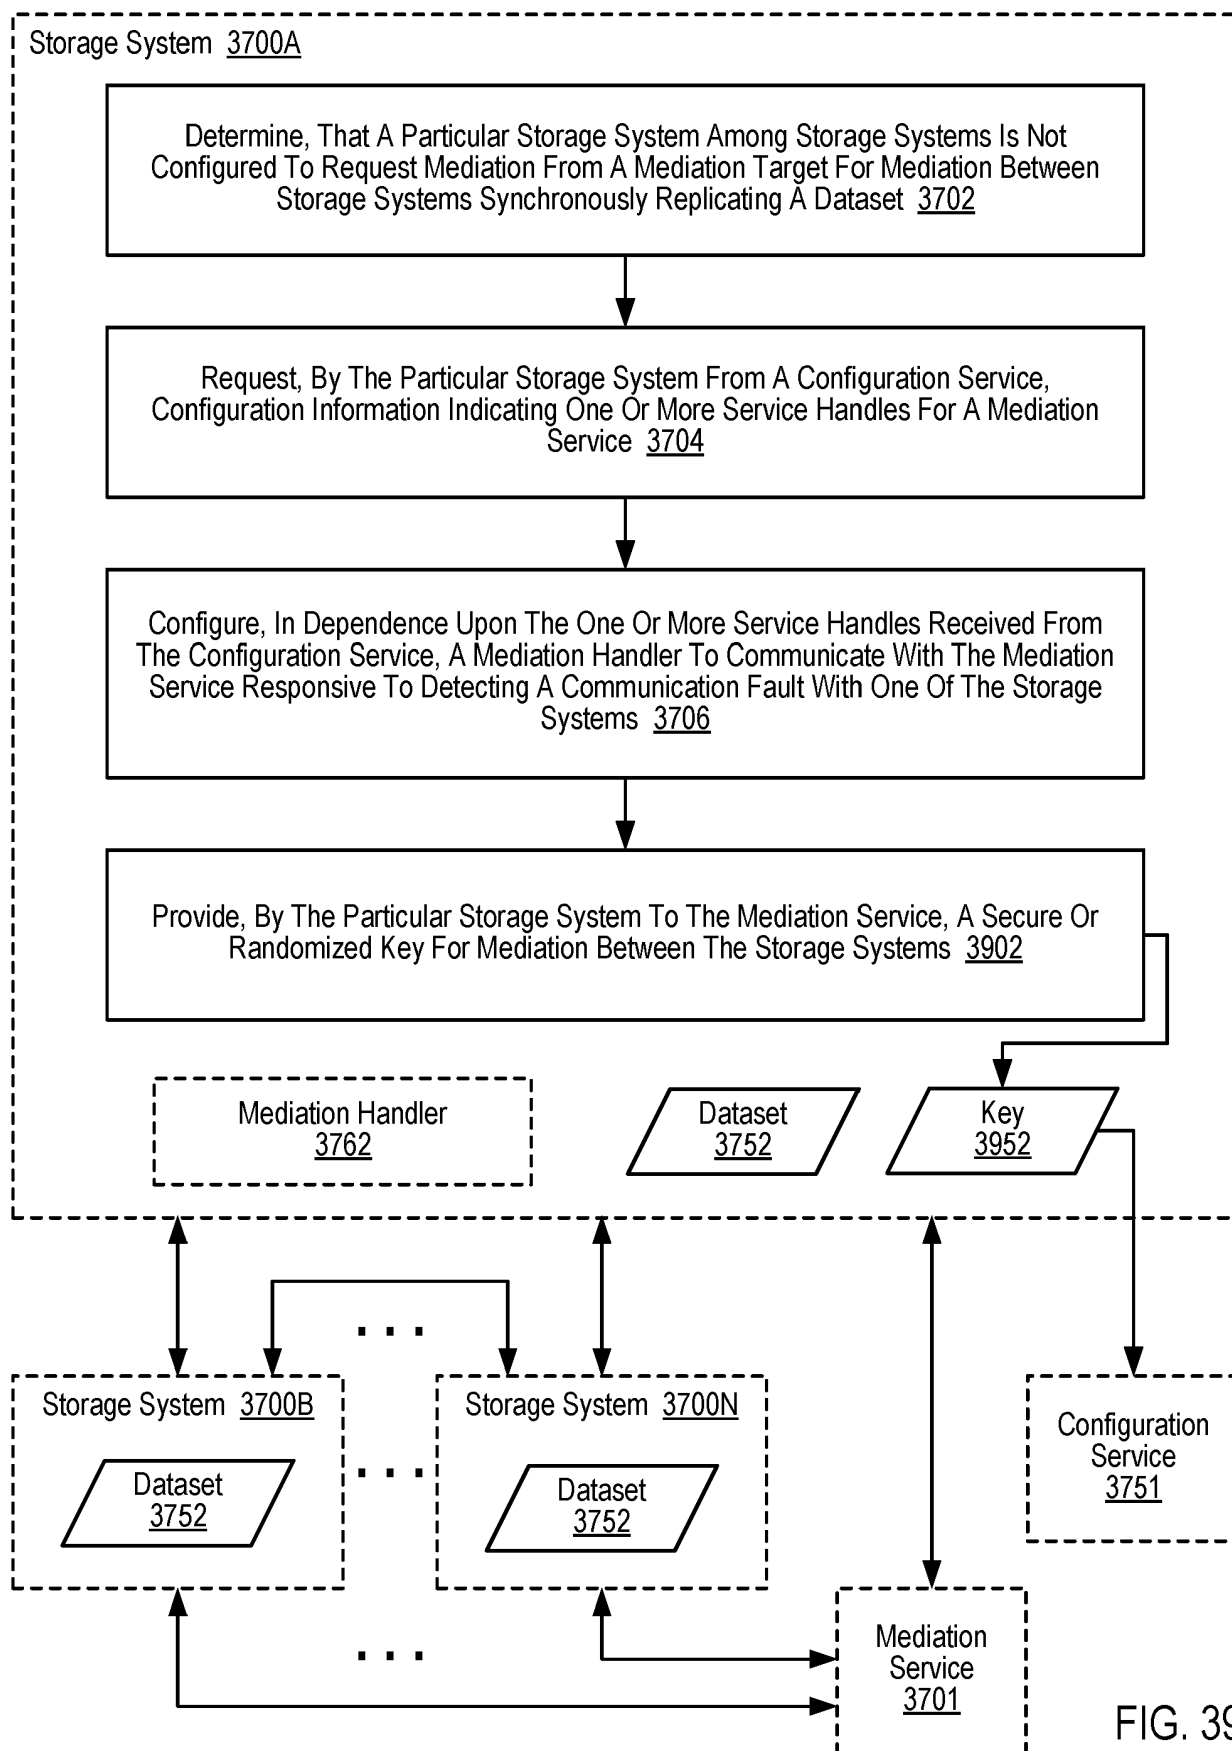 Storage System 3700A
Determine, That A Particular Storage System Among Storage Systems Is Not
Configured To Request Mediation From A Mediation Target For Mediation Between
Storage Systems Synchronously Replicating A Dataset 3702
Request, By The Particular Storage System From A Configuration Service,
Configuration Information Indicating One Or More Service Handles For A Mediation
Service 3704
Configure, In Dependence Upon The One Or More Service Handles Received From
The Configuration Service, A Mediation Handler To Communicate With The Mediation
Service Responsive To Detecting A Communication Fault With One Of The Storage
Systems 3706
Provide, By The Particular Storage System To The Mediation Service, A Secure Or
Randomized Key For Mediation Between The Storage Systems 3902
Mediation Handler
3762
Dataset
3752
Key
3952
. . .
Storage System 3700B
Dataset
3752
. . .
Storage System 3700N
Dataset
3752
Configuration
Service
3751
. . .
Mediation
Service
3701
FIG. 39